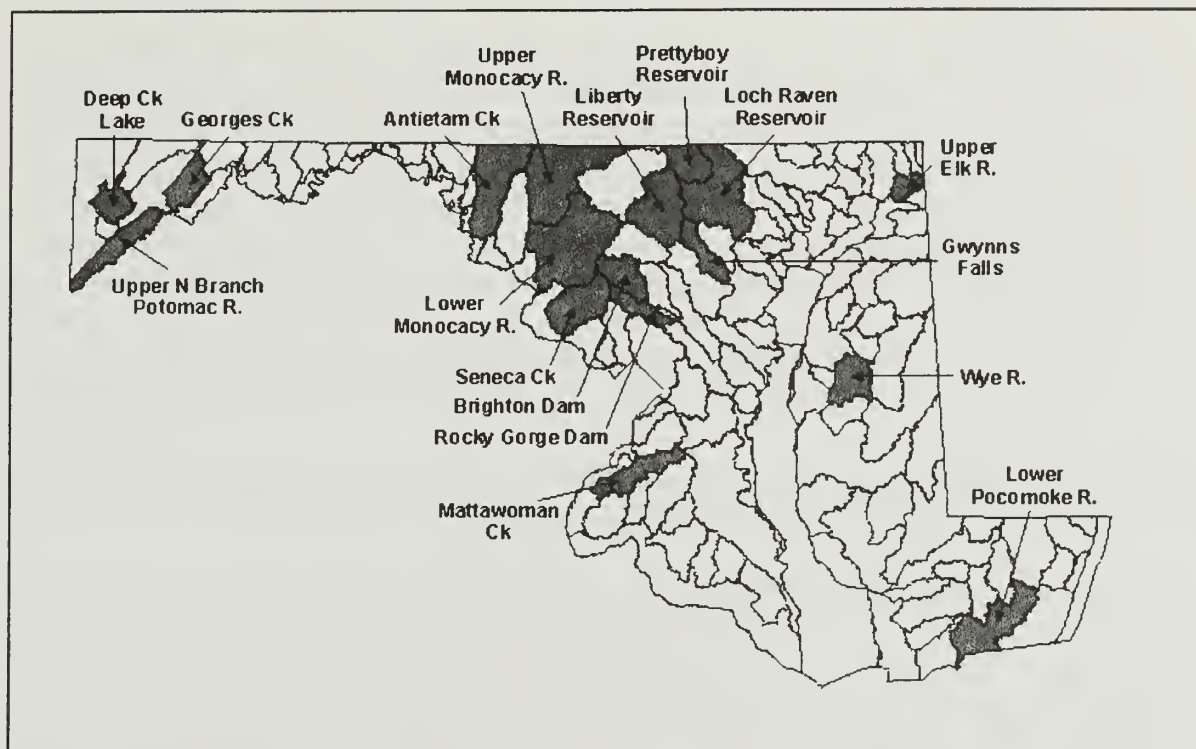 Upper
Monocacy R.
Prettyboy
Reservoir
Deep Ck
Lake
Georges Ck
Antietam Ck
Liberty
Reservoir
Loch Raven
Reservoir
Upper
Elk R.
Gwynns
Falls
Upper N Branch
Potomac R.
Lower
Monocacy R.
Seneca Ck
Brighton Dam
Rocky Gorge Dam
Wye R.
Mattawoman
Ck
Lower
Pocomoke R.